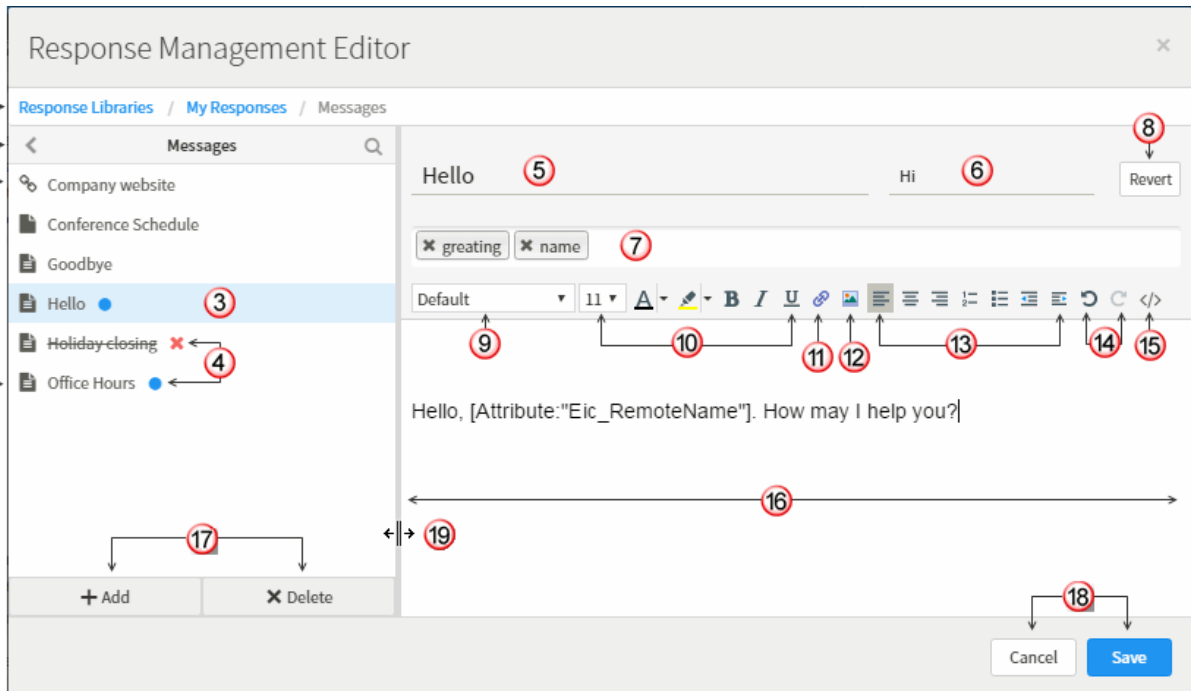 Response Management Editor
Response Libraries / My Responses / Messages
8
Messages
Hello 5 Hi 6 Revert
Company website
Conference Schedule
greating name 7
Goodbye
Default 11 A B I U </>
Hello 3
Holiday closing
9 10 11 12 13 14 15
4
Office Hours
Hello, [Attribute:"Eic_RemoteName"]. How may I help you?
16
17 19
Add Delete
18
Cancel Save